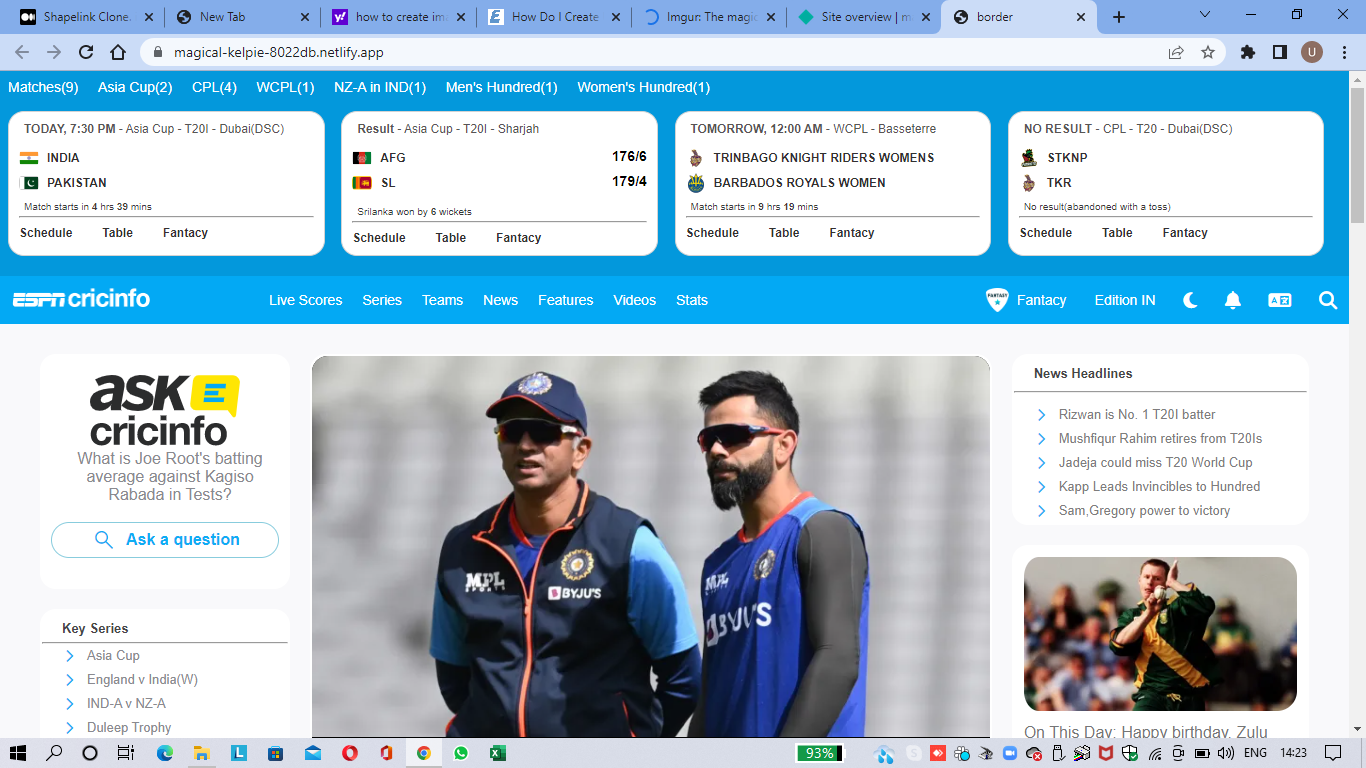 Shapelink Clone.
New Tab
how to create ima
How Do I Create
Imgur: The magic
Site overview | m
border
magical-kelpie-8022db.netlify.app
U
Matches(9) Asia Cup(2) CPL(4) WCPL(1) NZ-A in IND(1) Men's Hundred(1) Women's Hundred(1)
TODAY, 7:30 PM - Asia Cup - T20I - Dubai(DSC)
INDIA
PAKISTAN
Match starts in 4 hrs 39 mins
Schedule Table Fantacy
Result - Asia Cup - T20I - Sharjah
AFG 176/6
SL 179/4
Srilanka won by 6 wickets
Schedule Table Fantacy
TOMORROW, 12:00 AM - WCPL - Basseterre
TRINBAGO KNIGHT RIDERS WOMENS
BARBADOS ROYALS WOMEN
Match starts in 9 hrs 19 mins
Schedule Table Fantacy
NO RESULT - CPL - T20 - Dubai(DSC)
STKNP
TKR
No result(abandoned with a toss)
Schedule Table Fantacy
ESPN cricinfo Live Scores Series Teams News Features Videos Stats FANTASY Fantacy Edition IN
ask
cricinfo
What is Joe Root's batting
average against Kagiso
Rabada in Tests?
Ask a question
Key Series
Asia Cup
England v India(W)
IND-A v NZ-A
Duleep Trophy
MPL
SPORTS
BYJU'S
MPL
BYJU'S
News Headlines
Rizwan is No. 1 T20I batter
Mushfiqur Rahim retires from T20Is
Jadeja could miss T20 World Cup
Kapp Leads Invincibles to Hundred
Sam,Gregory power to victory
On This Day: Happy birthday, Zulu
93% ENG 14:23